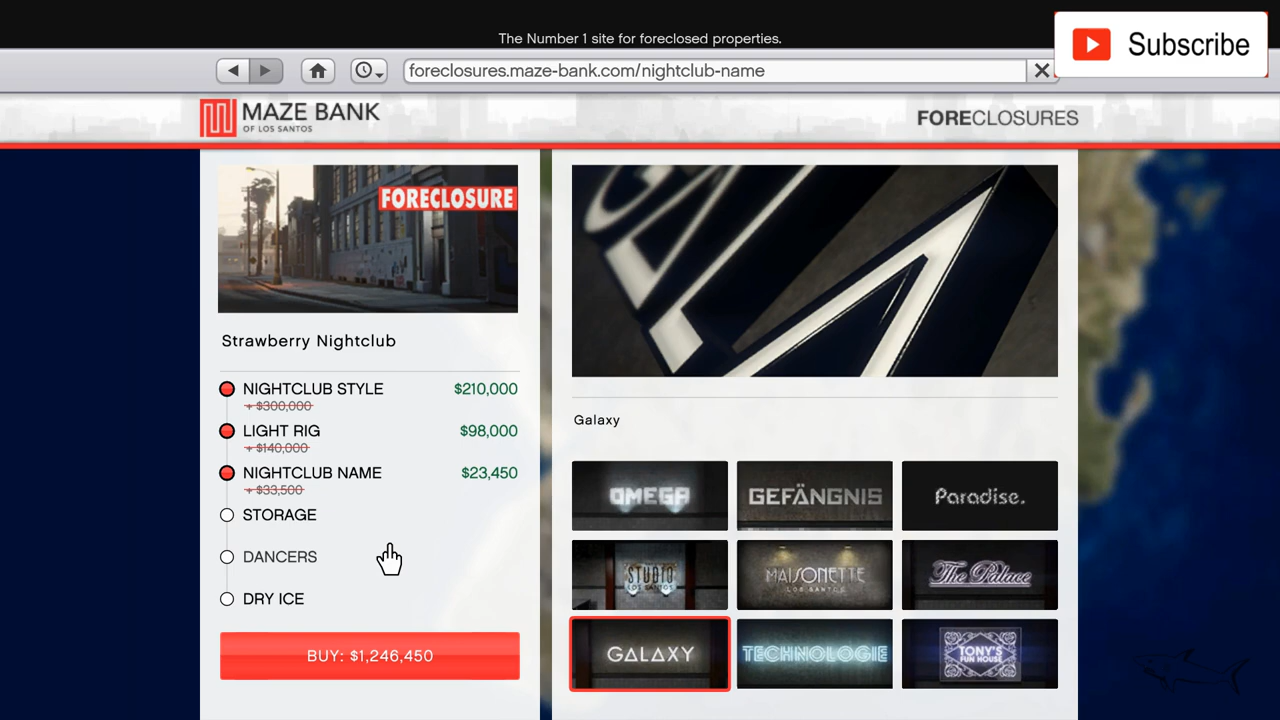 The Number 1 site for foreclosed properties.
Subscribe
foreclosures.maze-bank.com/nightclub-name
MAZE BANK
OF LOS SANTOS
FORECLOSURES
FORECLOSURE
Strawberry Nightclub
NIGHTCLUB STYLE $210,000
+ $300,000
LIGHT RIG $98,000
+ $140,000
NIGHTCLUB NAME $23,450
+ $33,500
STORAGE
DANCERS
DRY ICE
BUY: $1,246,450
Galaxy
OMEGA GEFÄNGNIS Paradise.
STUDIO
LOS SANTOS
MAISONETTE
LOS SANTOS
The Palace
GALAXY TECHNOLOGIE
TONY'S
FUN HOUSE